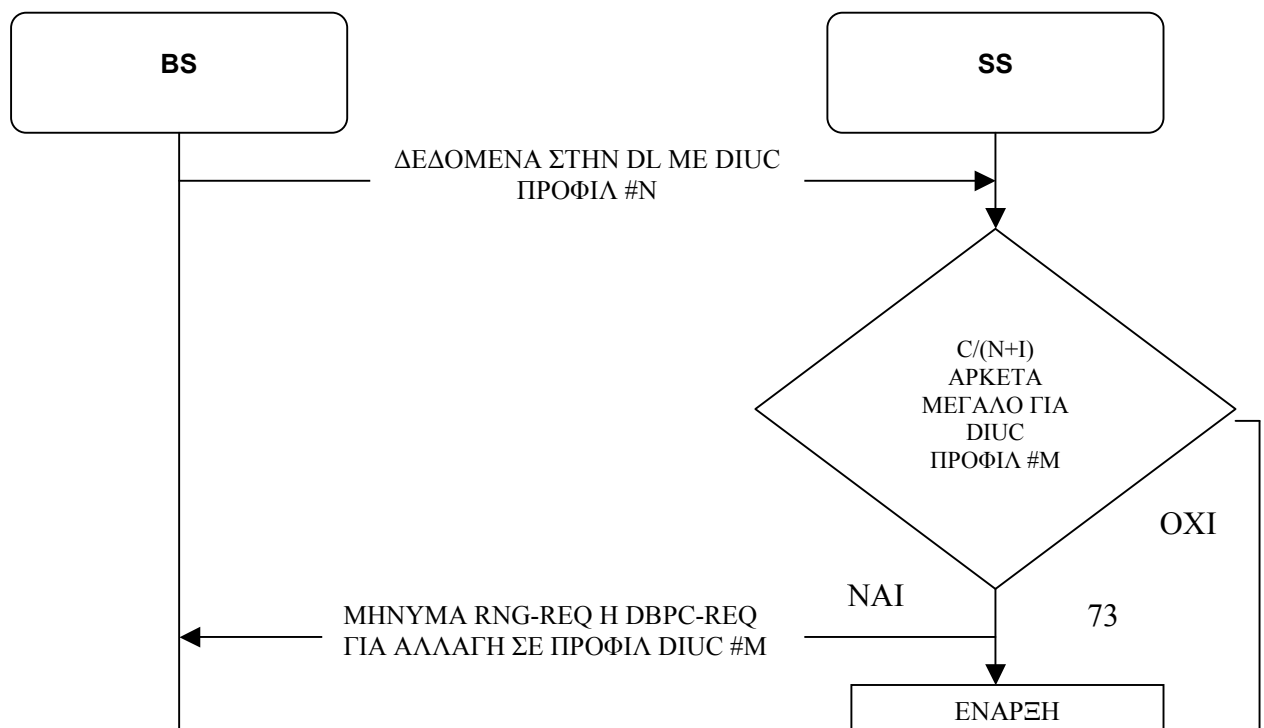 BS
SS
ΔΕΔΟΜΕΝΑ ΣΤΗΝ DL ΜΕ DIUC
ΠΡΟΦΙΛ #N
C/(N+I)
ΑΡΚΕΤΑ
ΜΕΓΑΛΟ ΓΙΑ
DIUC
ΠΡΟΦΙΛ #M
ΟΧΙ
ΝΑΙ
73
ΜΗΝΥΜΑ RNG-REQ Η DBPC-REQ
ΓΙΑ ΑΛΛΑΓΗ ΣΕ ΠΡΟΦΙΛ DIUC #M
ΕΝΑΡΞΗ